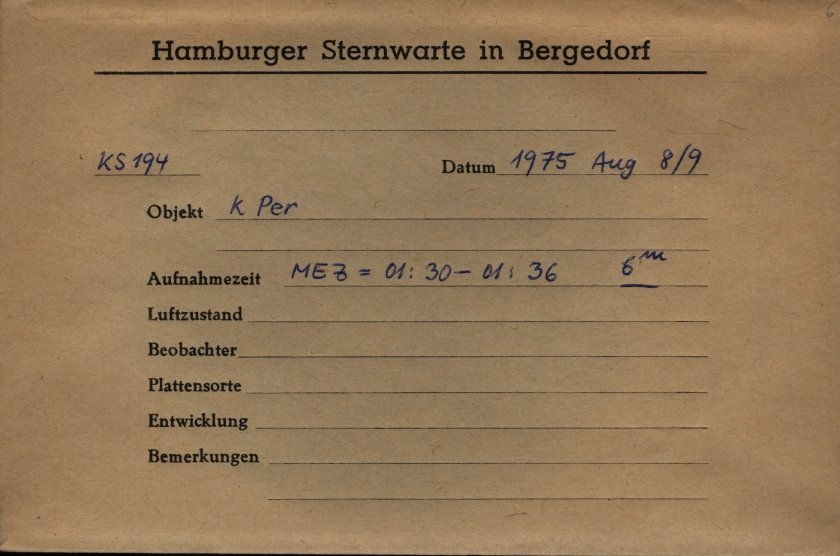 Hamburger Sternwarte in Bergedorf
KS 194 Datum 1975 Aug 8/9
Objekt K Per
Aufnahmezeit MEZ = 01:30 - 01:36 6ᵐ
Luftzustand
Beobachter
Plattensorte
Entwicklung
Bemerkungen